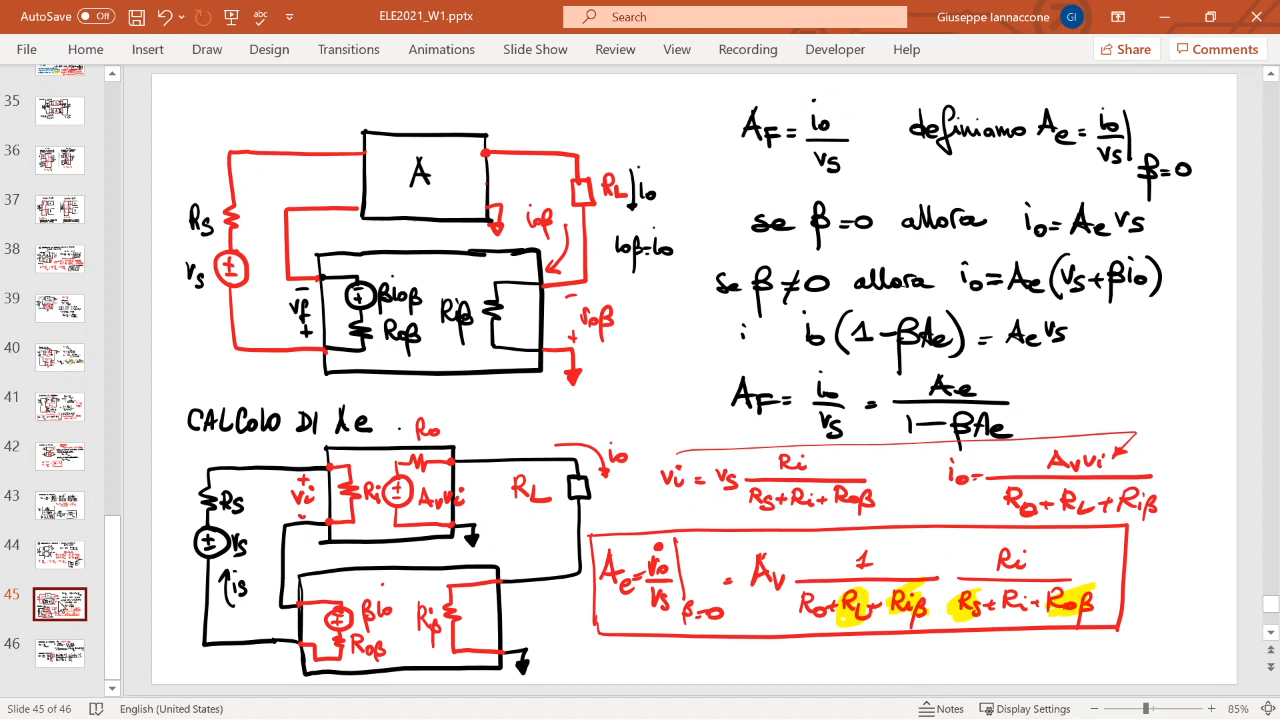 AutoSave Off
ELE2021_W1.pptx
Search
Giuseppe Iannaccone GI
File Home Insert Draw Design Transitions Animations Slide Show Review View Recording Developer Help
Share Comments
35
36
37
38
39
40
41
42
43
44
45
46
A
RS
vS
RL
io
ioβ
ioβ=io
vf
βioβ
Roβ
Riβ
voβ
AF = io/vS definiamo Ae = io/vS | β=0
se β=0 allora io = Ae vS
se β≠0 allora io = Ae (vS + βio)
io (1 - βAe) = Ae vS
AF = io/vS = Ae/(1 - βAe)
CALCOLO DI Ae
Ro
RS
vi
Ri
Avvi
RL
io
vS
is
βio
Roβ
Riβ
vi = vS Ri/(RS+Ri+Roβ) io = Avvi/(Ro+RL+Riβ)
Ae = io/vS | β=0 = Av 1/(Ro+RL+Riβ) Ri/(RS+Ri+Roβ)
Slide 45 of 46 English (United States) Notes Display Settings 85%